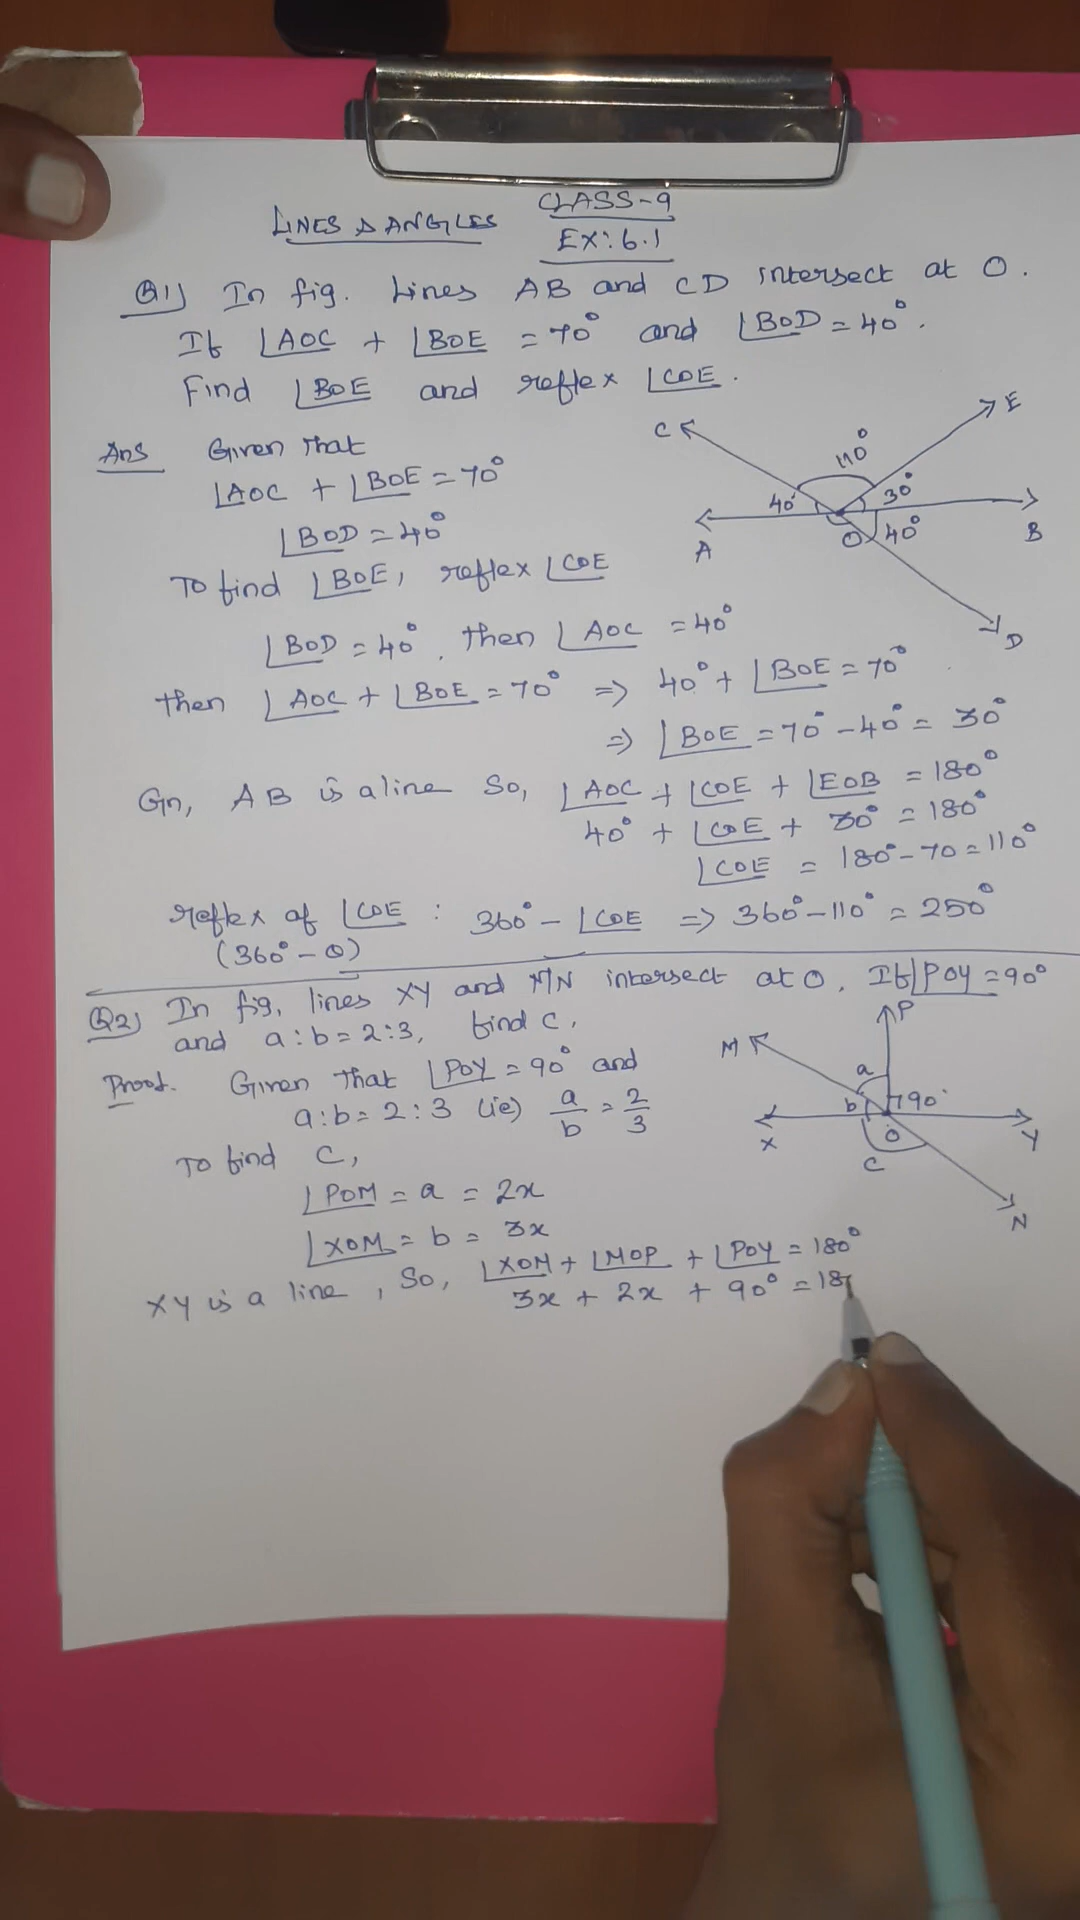 LINES & ANGLES
CLASS-9
EX: 6.1
Q1) In fig. Lines AB and CD intersect at O.
If ∠AOC + ∠BOE = 70° and ∠BOD = 40°.
Find ∠BOE and reflex ∠COE.
Ans Given that
∠AOC + ∠BOE = 70°
∠BOD = 40°
To find ∠BOE, reflex ∠COE
C
E
110°
40°
30°
A
O
40°
B
D
∠BOD = 40°. then ∠AOC = 40°
then ∠AOC + ∠BOE = 70° => 40° + ∠BOE = 70°
=> ∠BOE = 70° - 40° = 30°
Gn, AB is a line So, ∠AOC + ∠COE + ∠EOB = 180°
40° + ∠COE + 30° = 180°
∠COE = 180° - 70 = 110°
reflex of ∠COE : 360° - ∠COE => 360° - 110° = 250°
(360° - θ)
Q2) In fig, lines XY and MN intersect at O. If ∠POY = 90°
and a:b = 2:3, find C.
Proof. Given that ∠POY = 90° and
a:b = 2:3 (ie) a/b = 2/3
To find C,
∠POM = a = 2x
∠XOM = b = 3x
P
M
a
b
90°
X
O
Y
C
N
XY is a line, So, ∠XOM + ∠MOP + ∠POY = 180°
3x + 2x + 90° = 18